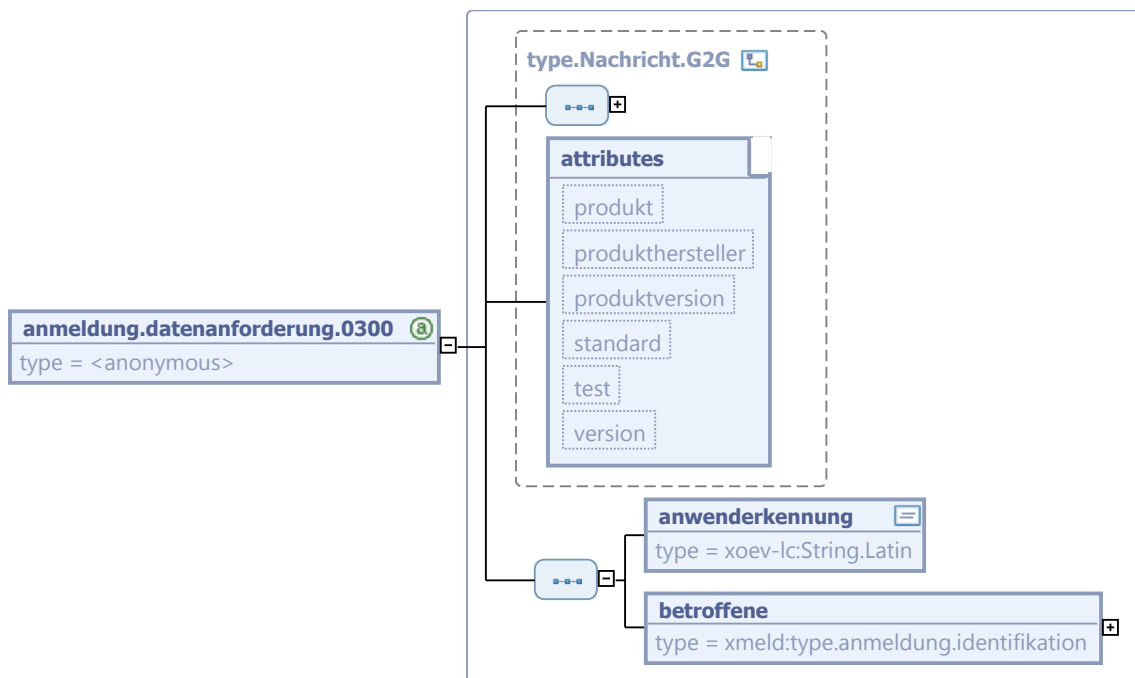 type.Nachricht.G2G
attributes
produkt
produkthersteller
produktversion
standard
test
version
anmeldung.datenanforderung.0300
type = <anonymous>
anwenderkennung
type = xoev-lc:String.Latin
betroffene
type = xmeld:type.anmeldung.identifikation